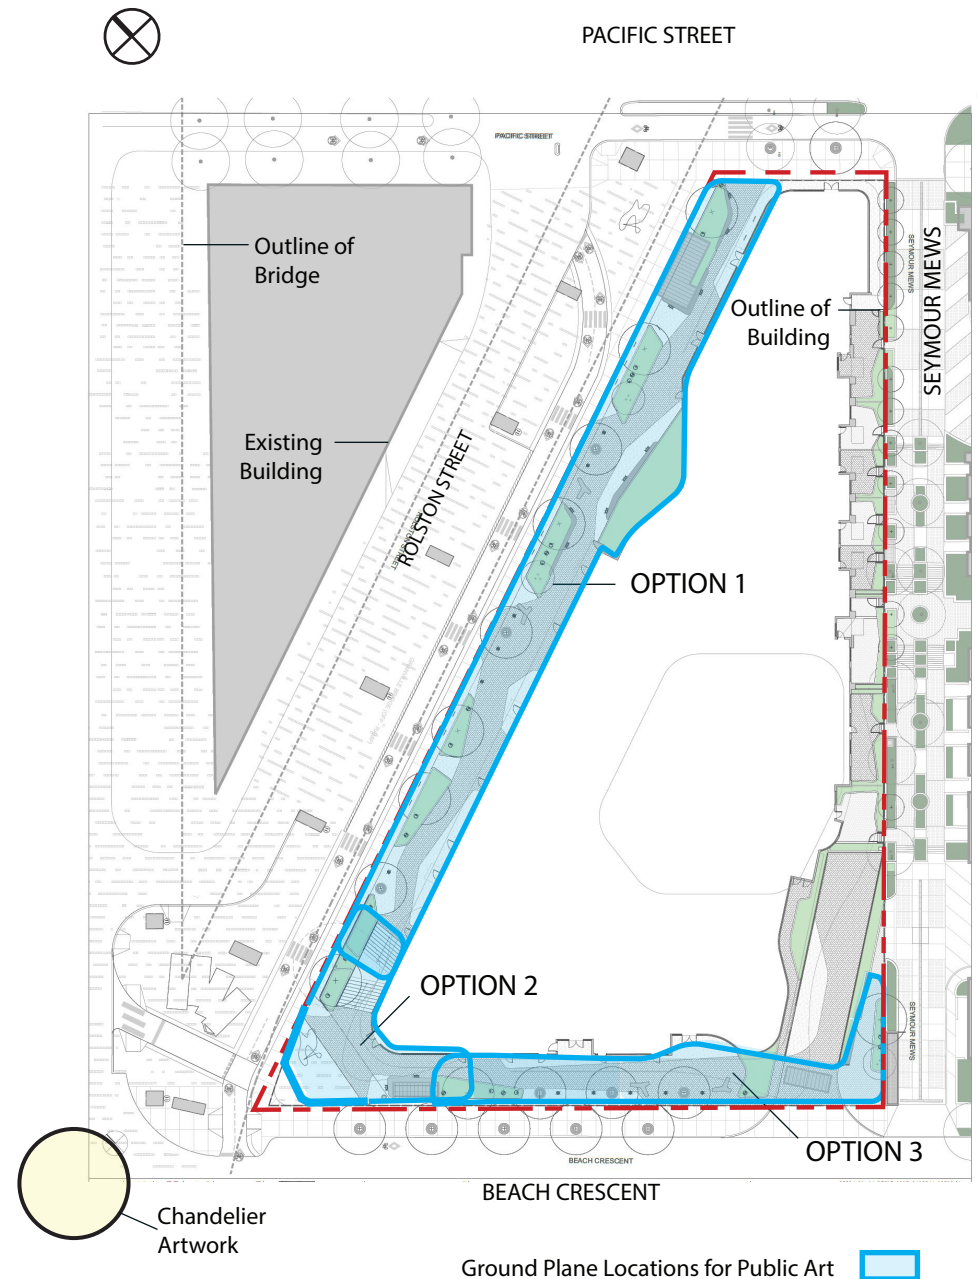 PACIFIC STREET
PACIFIC STREET
Outline of
Bridge
SEYMOUR MEWS
SEYMOUR MEWS
Outline of
Building
Existing
Building
ROLSTON STREET
OPTION 1
OPTION 2
SEYMOUR MEWS
OPTION 3
BEACH CRESCENT
BEACH CRESCENT
Chandelier
Artwork
Ground Plane Locations for Public Art